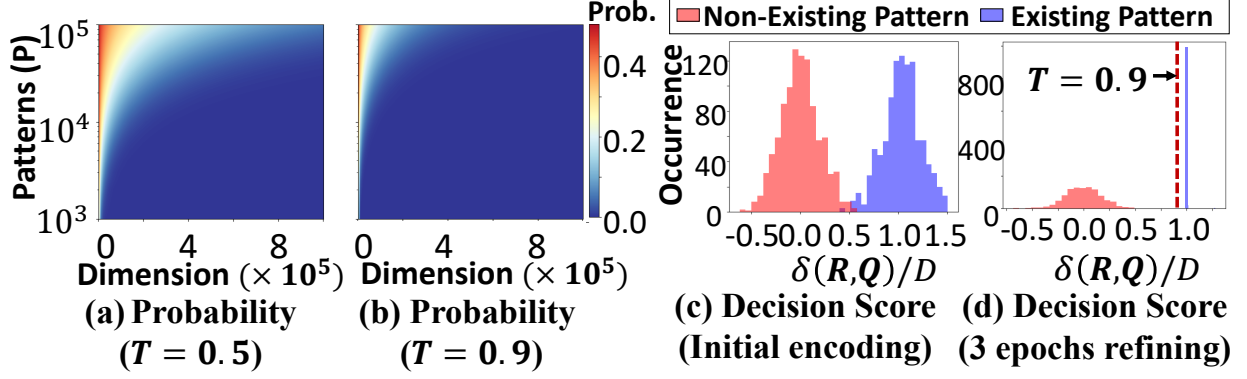 Prob.
Non-Existing Pattern
Existing Pattern
Patterns (P)
10^5
10^4
10^3
0 4 8
Dimension (× 10^5)
(a) Probability
(T = 0.5)
0 4 8
Dimension (× 10^5)
(b) Probability
(T = 0.9)
0.4
0.2
0.0
Occurrence
120
80
40
0
-0.5 0.0 0.5 1.0 1.5
δ(R,Q)/D
(c) Decision Score
(Initial encoding)
T = 0.9
800
400
0
0.0 0.5 1.0
δ(R,Q)/D
(d) Decision Score
(3 epochs refining)